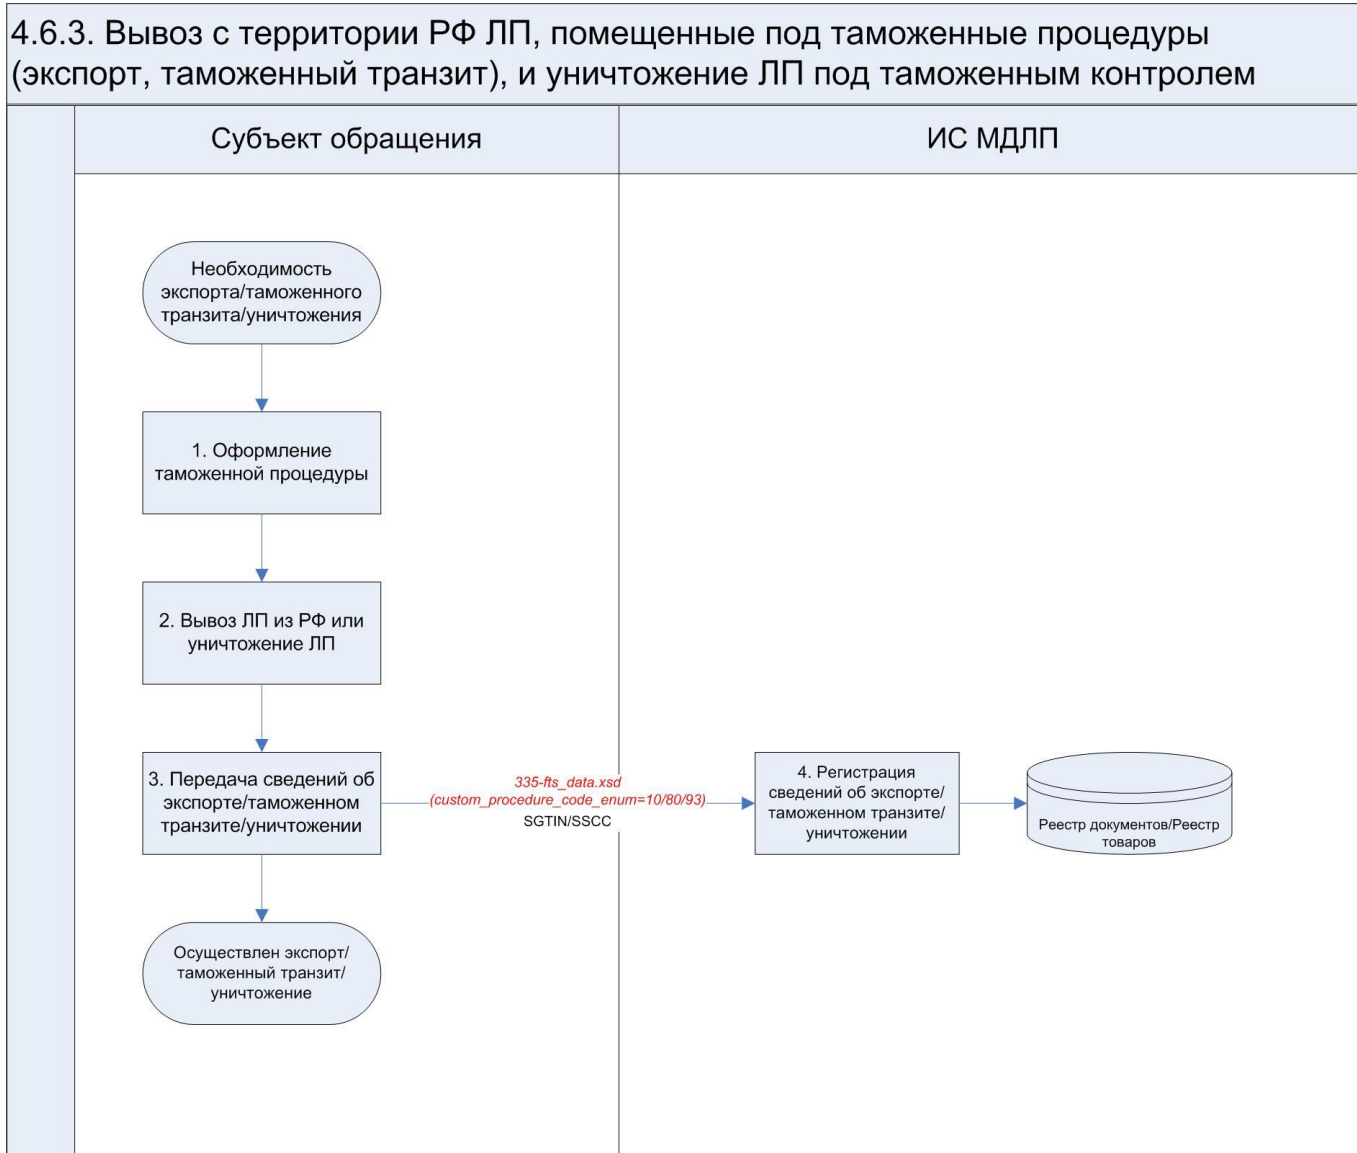 4.6.3. Вывоз с территории РФ ЛП, помещенные под таможенные процедуры
(экспорт, таможенный транзит), и уничтожение ЛП под таможенным контролем
Субъект обращения
ИС МДЛП
Необходимость
экспорта/таможенного
транзита/уничтожения
1. Оформление
таможенной процедуры
2. Вывоз ЛП из РФ или
уничтожение ЛП
3. Передача сведений об
экспорте/таможенном
транзите/уничтожении
335-fts_data.xsd
(custom_procedure_code_enum=10/80/93)
SGTIN/SSCC
4. Регистрация
сведений об экспорте/
таможенном транзите/
уничтожении
Реестр документов/Реестр
товаров
Осуществлен экспорт/
таможенный транзит/
уничтожение